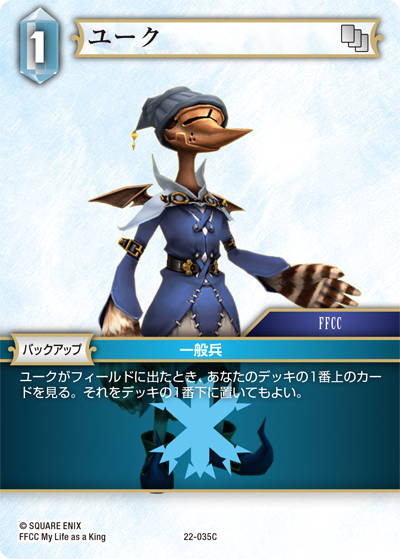 1
ユーク
FFCC
バックアップ
一般兵
ユークがフィールドに出たとき、あなたのデッキの1番上のカー
ドを見る。それをデッキの1番下に置いてもよい。
© SQUARE ENIX
FFCC My Life as a King
22-035C